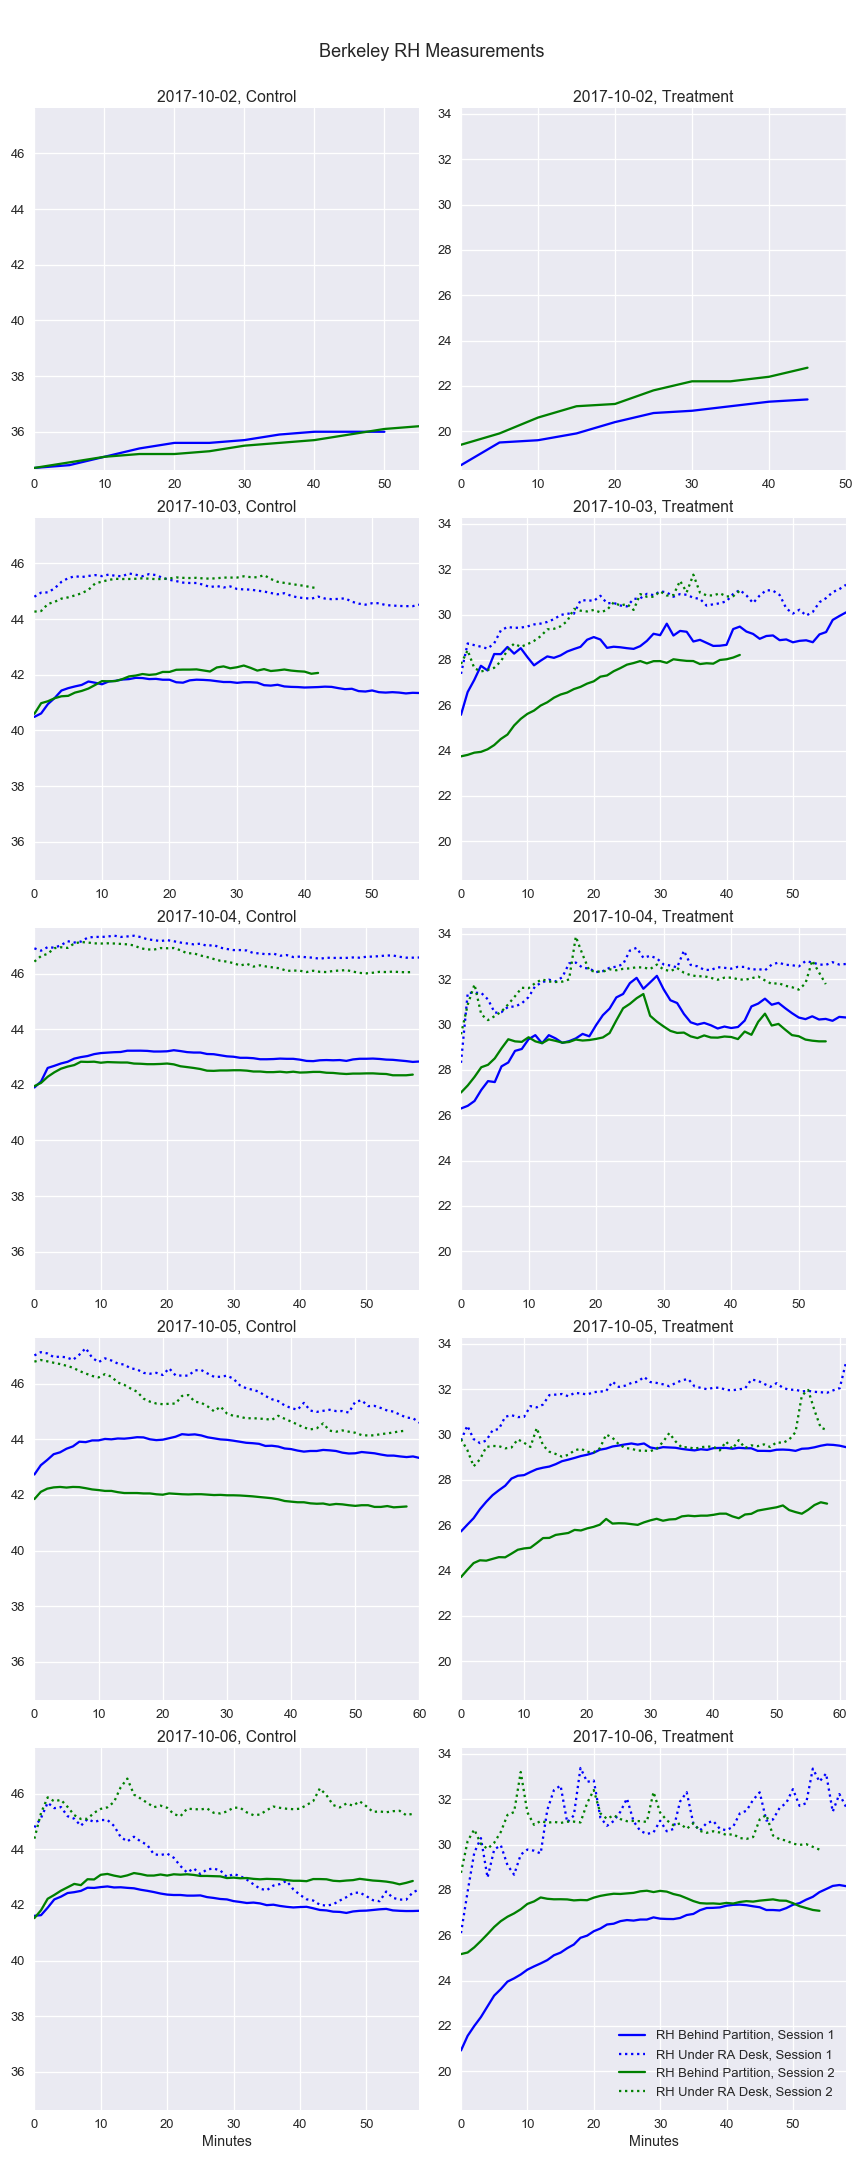 Berkeley RH Measurements
2017-10-02, Control
46
44
42
40
38
36
0 10 20 30 40 50
2017-10-02, Treatment
34
32
30
28
26
24
22
20
0 10 20 30 40 50
2017-10-03, Control
46
44
42
40
38
36
0 10 20 30 40 50
2017-10-03, Treatment
34
32
30
28
26
24
22
20
0 10 20 30 40 50
2017-10-04, Control
46
44
42
40
38
36
0 10 20 30 40 50
2017-10-04, Treatment
34
32
30
28
26
24
22
20
0 10 20 30 40 50
2017-10-05, Control
46
44
42
40
38
36
0 10 20 30 40 50 60
2017-10-05, Treatment
34
32
30
28
26
24
22
20
0 10 20 30 40 50 60
2017-10-06, Control
46
44
42
40
38
36
0 10 20 30 40 50
Minutes
2017-10-06, Treatment
34
32
30
28
26
24
22
20
RH Behind Partition, Session 1
RH Under RA Desk, Session 1
RH Behind Partition, Session 2
RH Under RA Desk, Session 2
0 10 20 30 40 50
Minutes